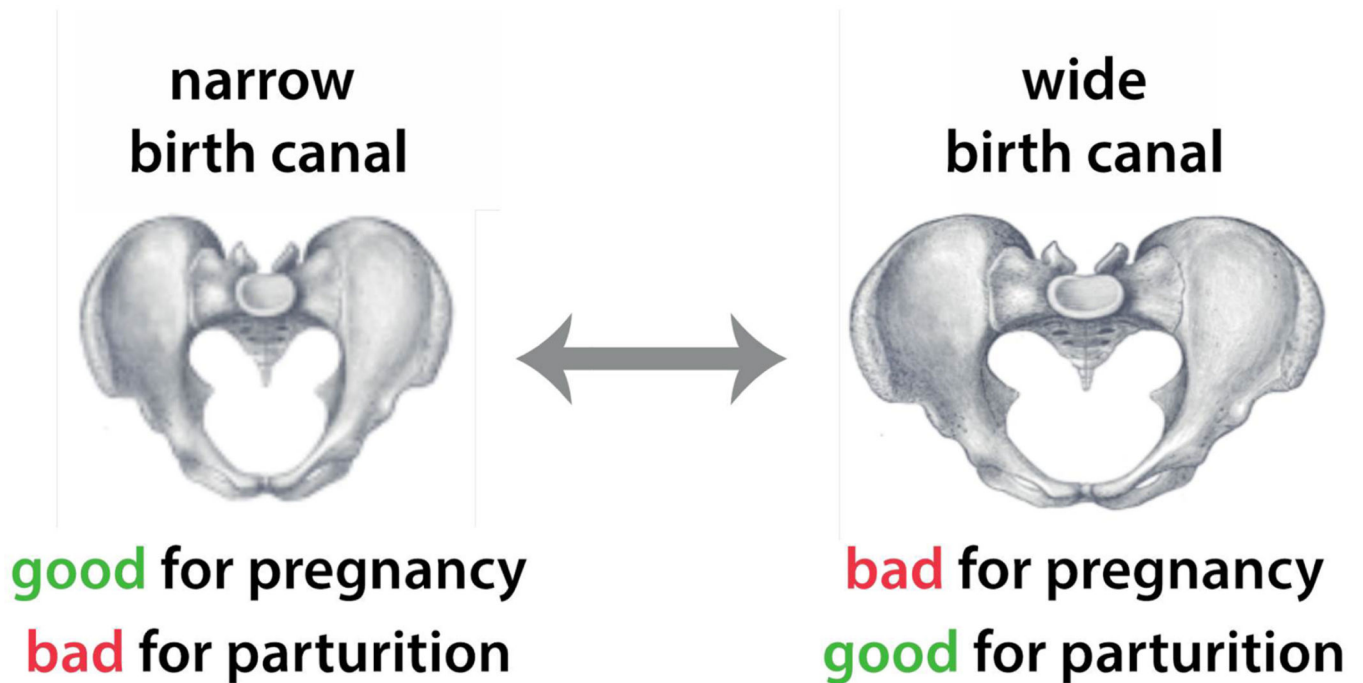 narrow
birth canal
good for pregnancy
bad for parturition
wide
birth canal
bad for pregnancy
good for parturition